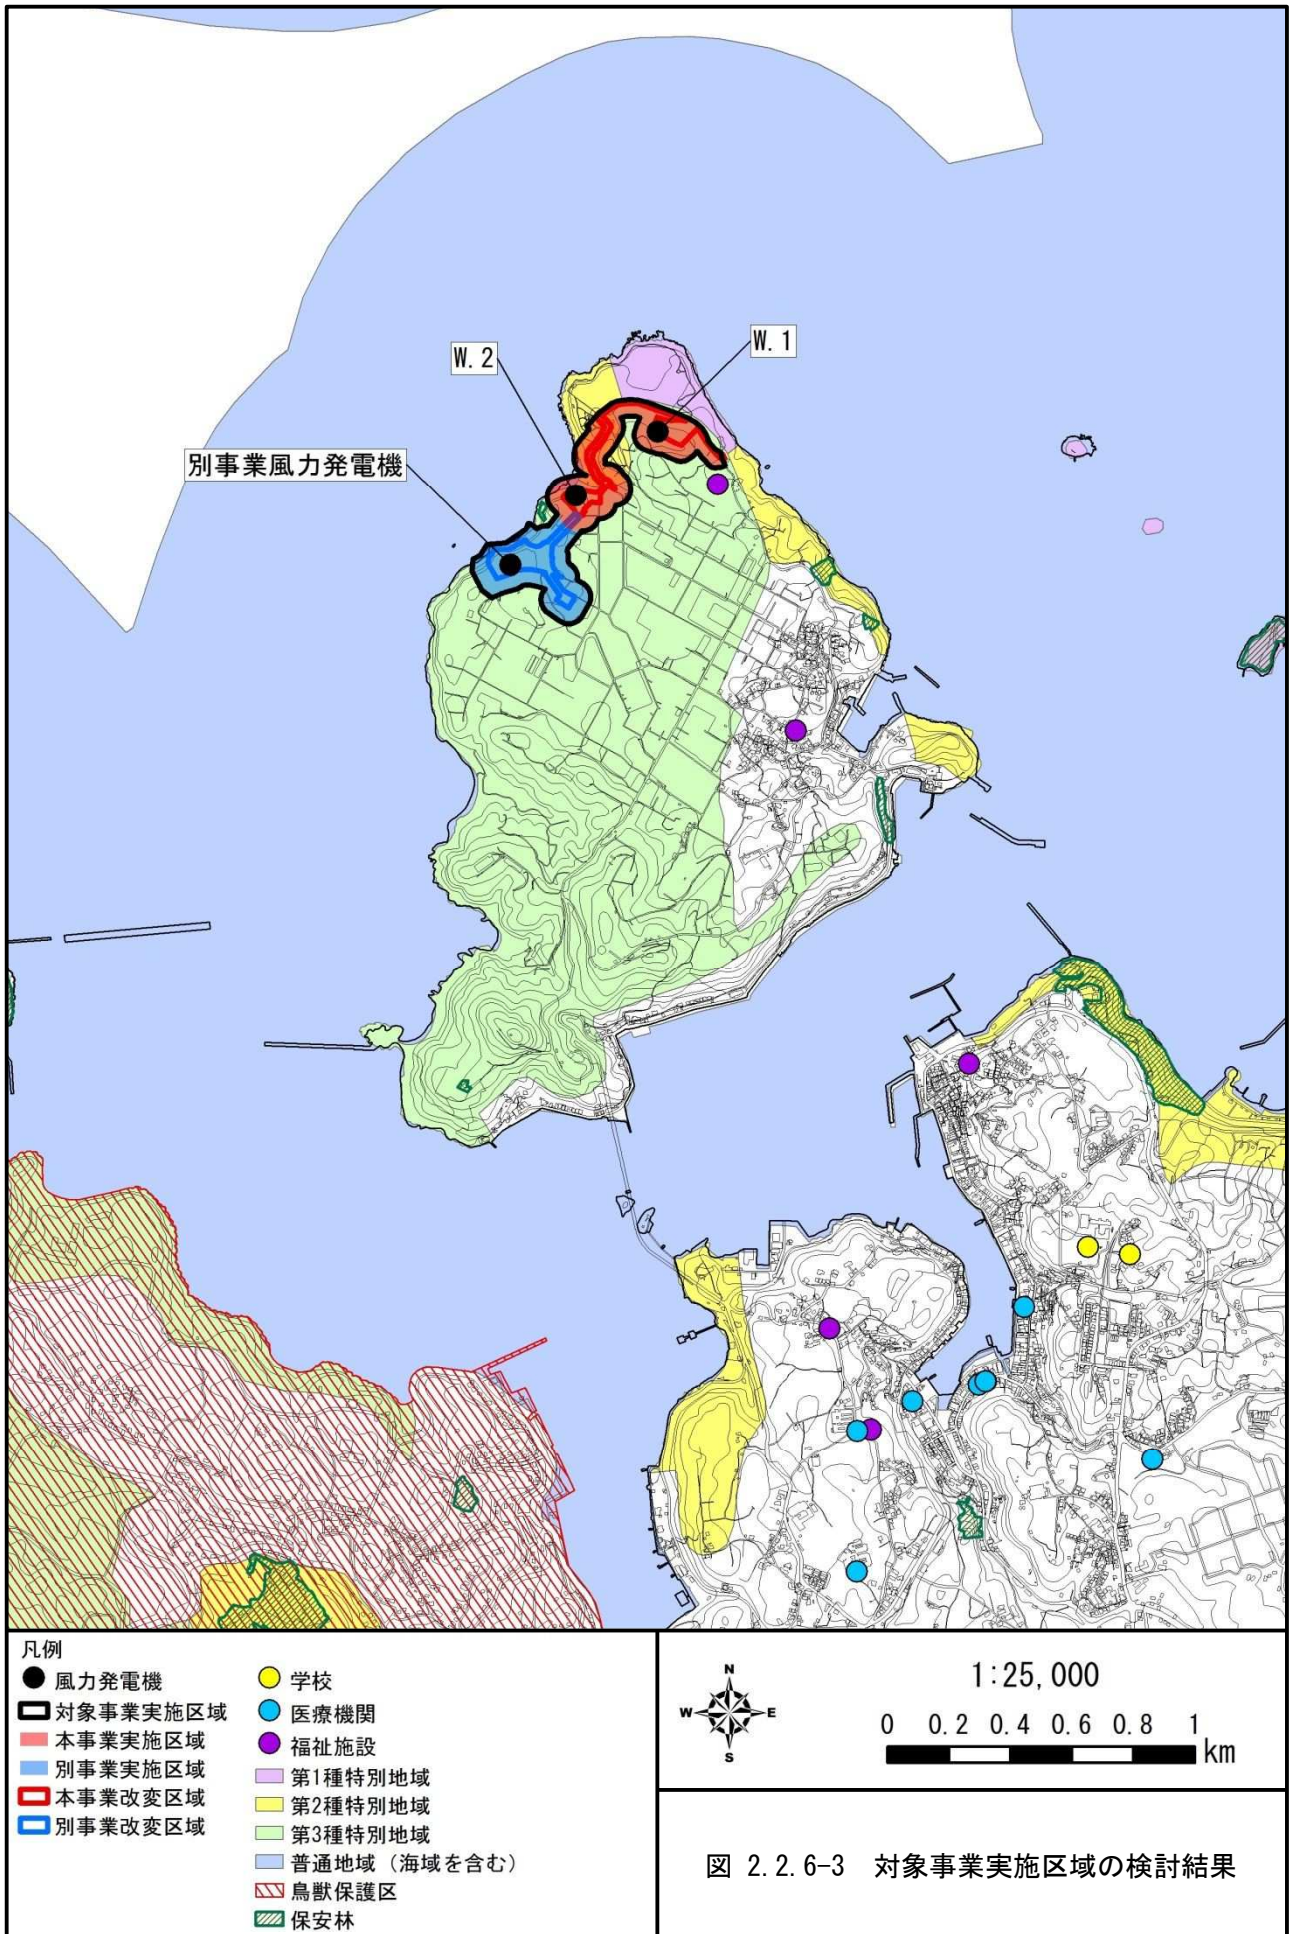 W. 1
W. 2
別事業風力発電機
凡例
風力発電機
対象事業実施区域
本事業実施区域
別事業実施区域
本事業改変区域
別事業改変区域
学校
医療機関
福祉施設
第1種特別地域
第2種特別地域
第3種特別地域
普通地域（海域を含む）
鳥獣保護区
保安林
N
W E
S
1:25,000
0 0.2 0.4 0.6 0.8 1
km
図 2.2.6-3 対象事業実施区域の検討結果